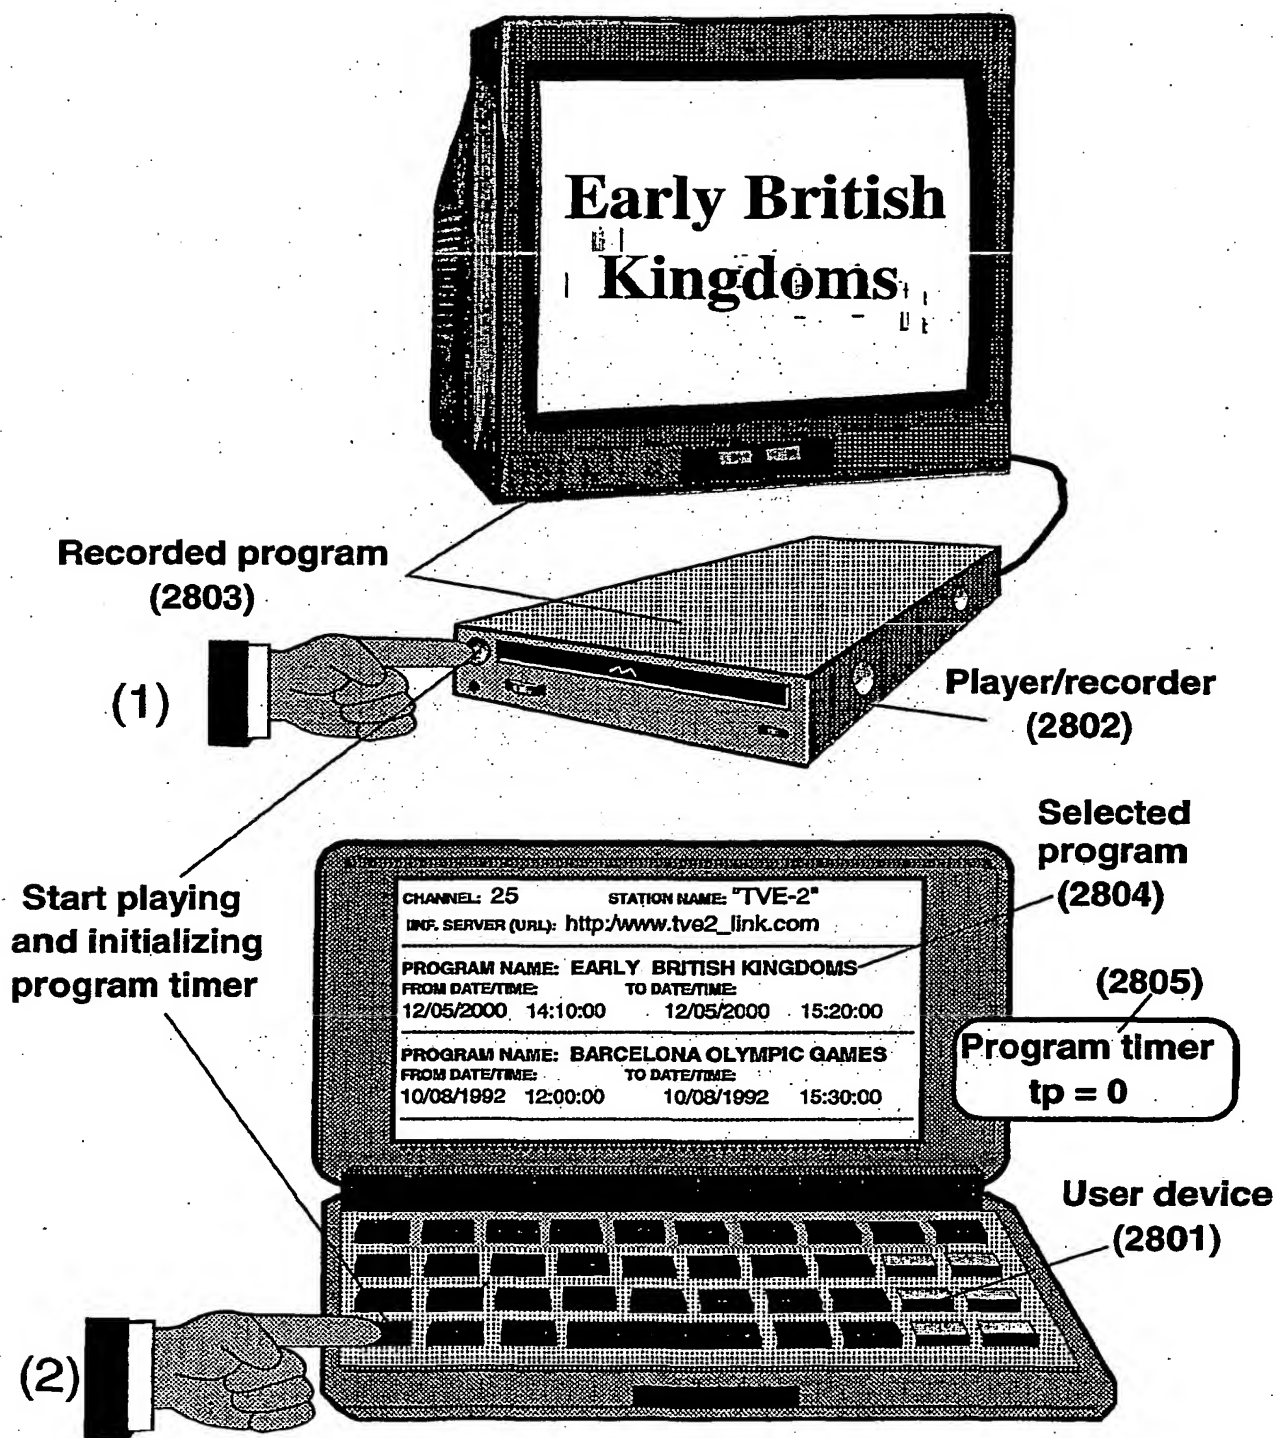 Early British
Kingdoms
Recorded program
(2803)
(1)
Player/recorder
(2802)
Selected
program
(2804)
Start playing
and initializing
program timer
CHANNEL: 25 STATION NAME: "TVE-2"
INF. SERVER (URL): http:/www.tve2_link.com
PROGRAM NAME: EARLY BRITISH KINGDOMS
FROM DATE/TIME: TO DATE/TIME:
12/05/2000 14:10:00 12/05/2000 15:20:00
PROGRAM NAME: BARCELONA OLYMPIC GAMES
FROM DATE/TIME: TO DATE/TIME:
10/08/1992 12:00:00 10/08/1992 15:30:00
(2805)
Program timer
tp = 0
User device
(2801)
(2)